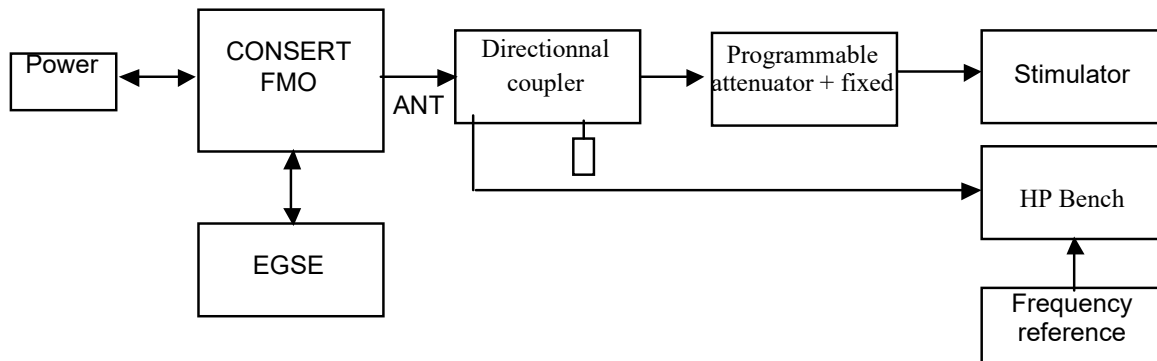 Power
CONSERT
FMO
ANT
Directionnal
coupler
Programmable
attenuator + fixed
Stimulator
HP Bench
EGSE
Frequency
reference